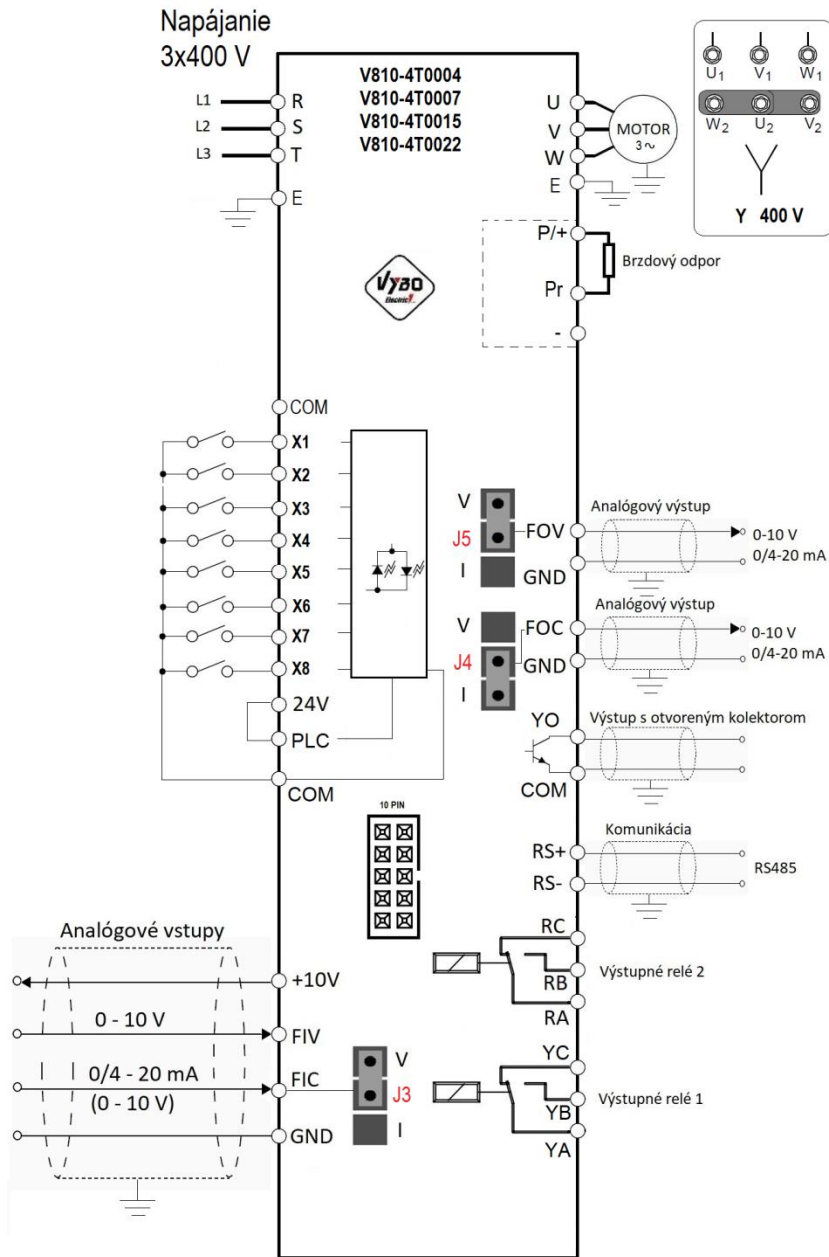 Napájanie
3x400 V
V810-4T0004
V810-4T0007
V810-4T0015
V810-4T0022
L1 R
L2 S
L3 T
E
U
V
W
E
MOTOR
3~
U1 V1 W1
W2 U2 V2
Y 400 V
P/+
Pr
-
Brzdový odpor
VYBO
Electric
COM
X1
X2
X3
X4
X5
X6
X7
X8
24V
PLC
COM
V
J5
I
FOV
GND
Analógový výstup
0-10 V
0/4-20 mA
V
J4
I
FOC
GND
Analógový výstup
0-10 V
0/4-20 mA
YO
COM
Výstup s otvoreným kolektorom
10 PIN
Komunikácia
RS+
RS-
RS485
RC
RB
RA
Výstupné relé 2
YC
YB
YA
Výstupné relé 1
Analógové vstupy
+10V
0 - 10 V
FIV
0/4 - 20 mA
(0 - 10 V)
FIC
GND
V
J3
I